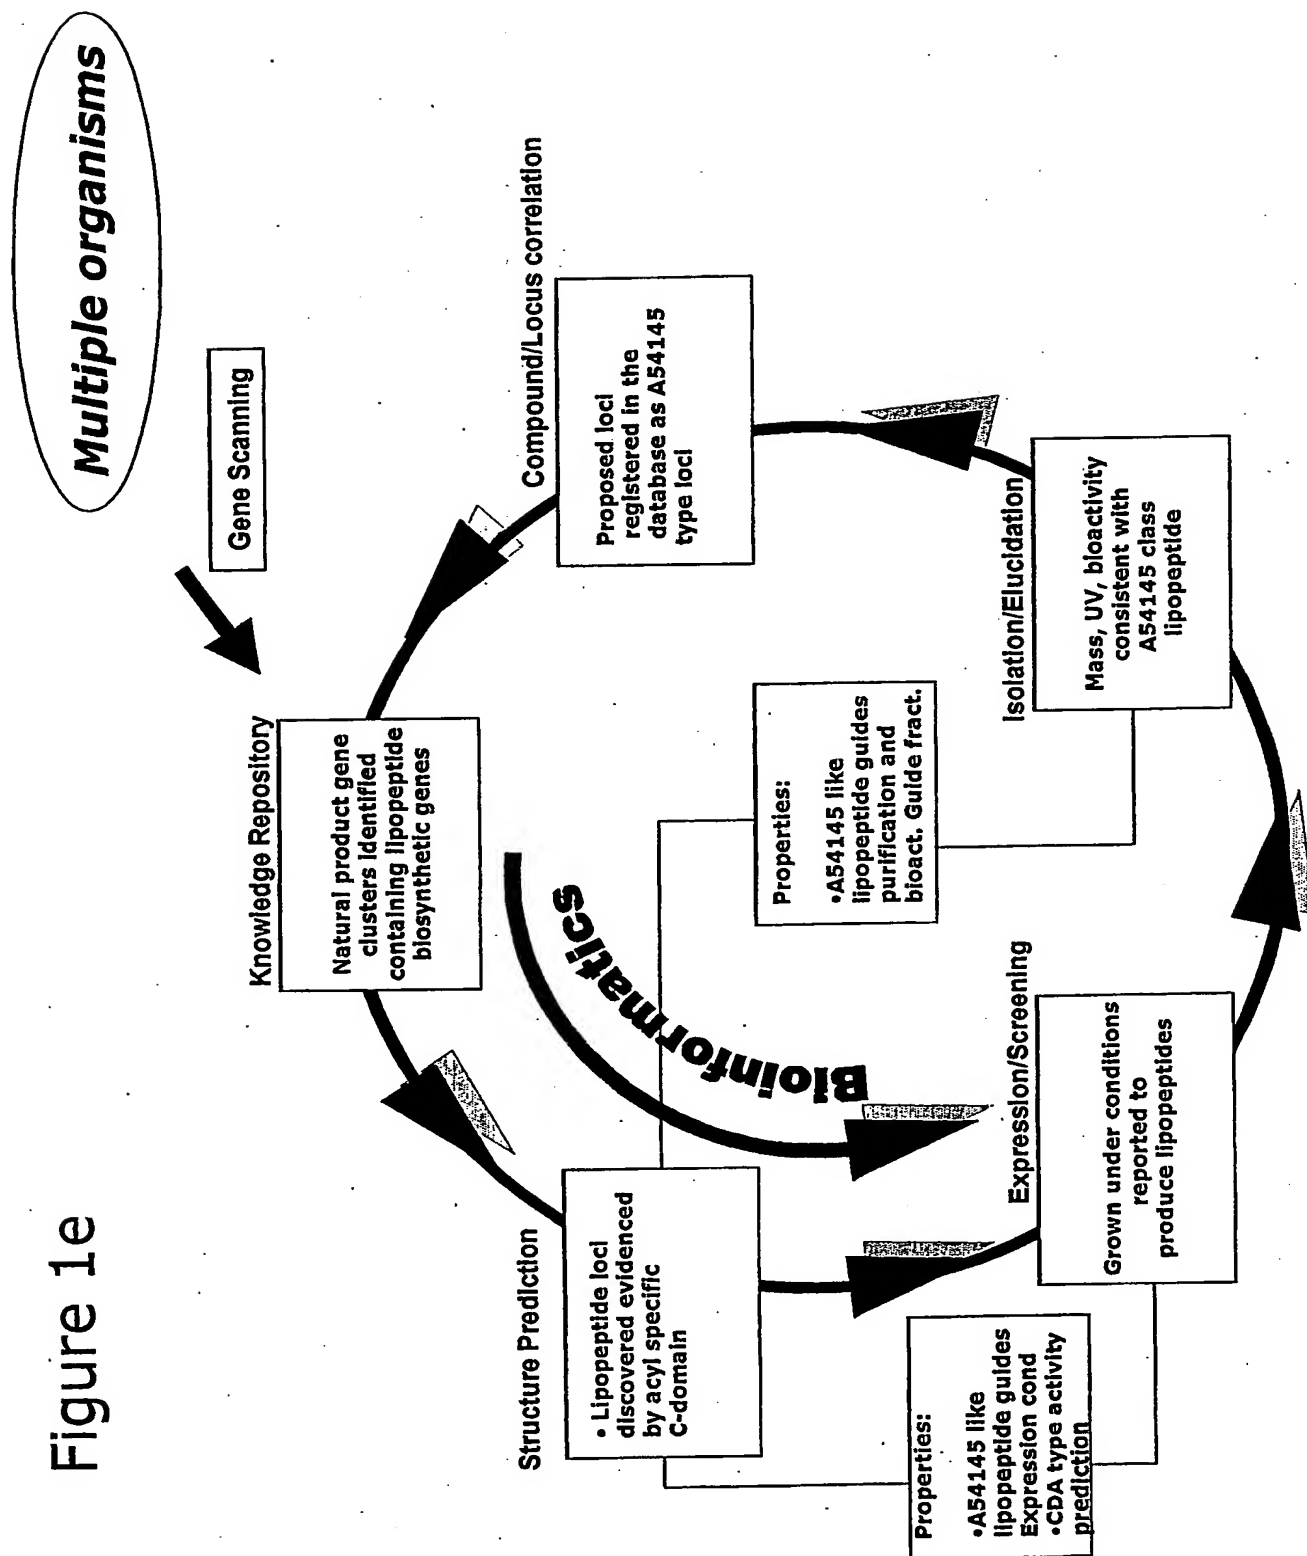 Figure 1e
Multiple organisms
Gene Scanning
Knowledge Repository
Natural product gene
clusters identified
containing lipopeptide
biosynthetic genes
Compound/Locus correlation
Proposed loci
registered in the
database as A54145
type loci
Structure Prediction
• Lipopeptide loci
discovered evidenced
by acyl specific
C-domain
Bioinformatics
Properties:
•A54145 like
lipopeptide guides
purification and
bioact. Guide fract.
Properties:
•A54145 like
lipopeptide guides
Expression cond
•CDA type activity
prediction
Expression/Screening
Grown under conditions
reported to
produce lipopeptides
Isolation/Elucidation
Mass, UV, bioactivity
consistent with
A54145 class
lipopeptide